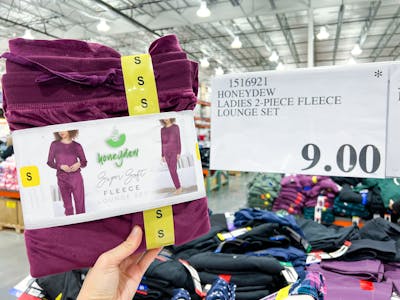 S
S
S
honeydew
S
Super Soft
FLEECE
LOUNGE SET
S
S
1516921
HONEYDEW
LADIES 2-PIECE FLEECE
LOUNGE SET
*
9.00